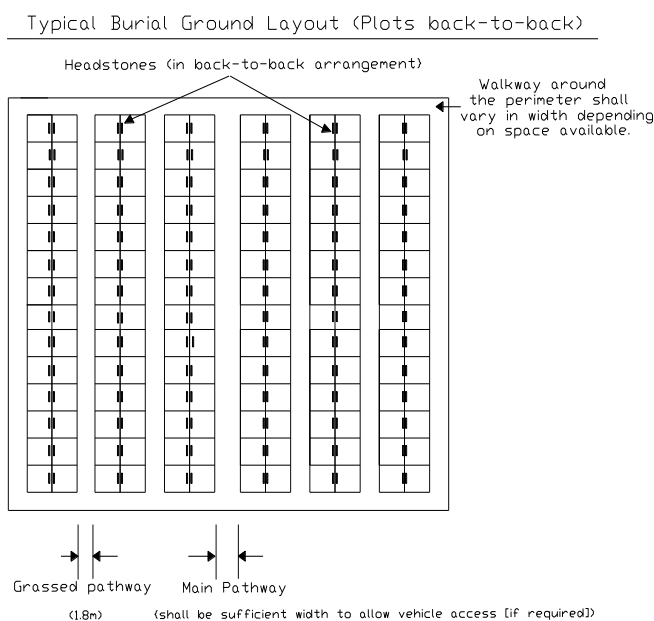 Typical Burial Ground Layout (Plots back-to-back)
Headstones (in back-to-back arrangement)
Walkway around
the perimeter shall
vary in width depending
on space available.
Grassed pathway
(1.8m)
Main Pathway
(shall be sufficient width to allow vehicle access [if required])